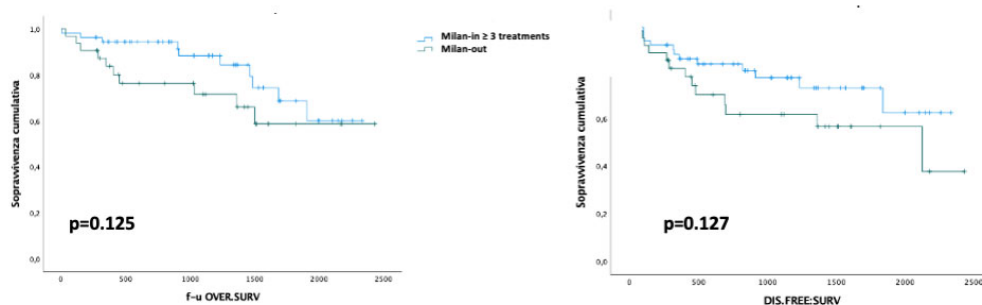 Milan-in ≥ 3 treatments
Milan-out
Sopravvivenza cumulativa
1,0
0,8
0,6
0,4
0,2
0,0
p=0.125
0 500 1000 1500 2000 2500
f-u OVER.SURV
Sopravvivenza cumulativa
0,6
0,4
0,2
0,0
p=0.127
0 500 1000 1500 2000 2500
DIS.FREE:SURV